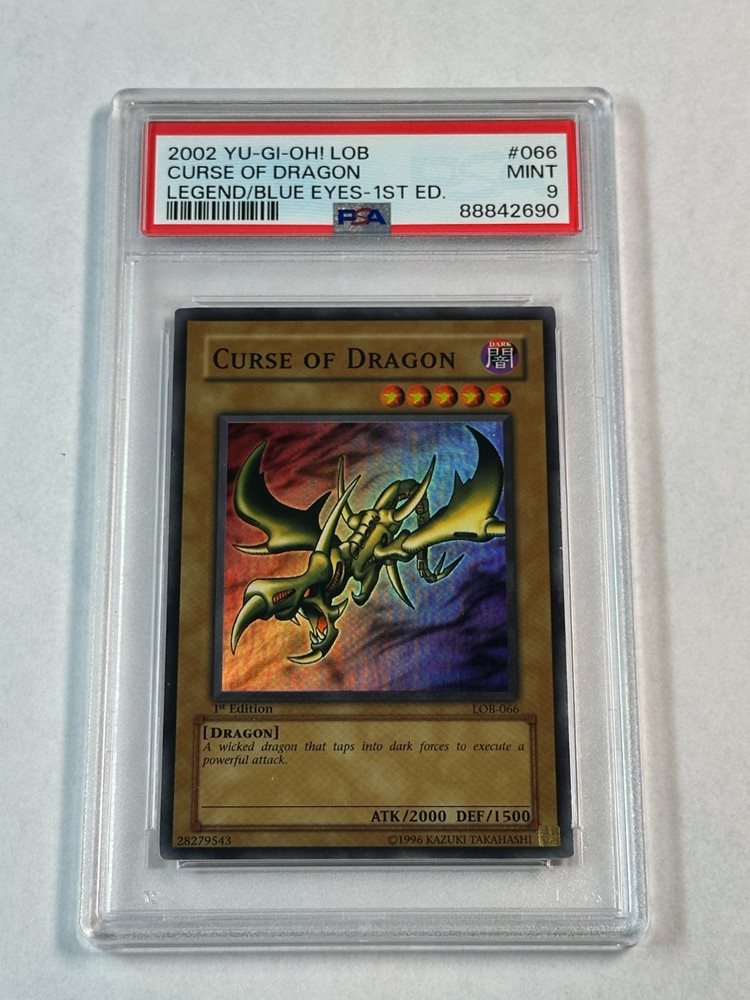 2002 YU-GI-OH! LOB #066
CURSE OF DRAGON MINT
LEGEND/BLUE EYES-1ST ED. 9
PSA 88842690
CURSE OF DRAGON
DARK
闇
1st Edition LOB-066
[DRAGON]
A wicked dragon that taps into dark forces to execute a
powerful attack.
ATK/2000 DEF/1500
28279543 ©1996 KAZUKI TAKAHASHI